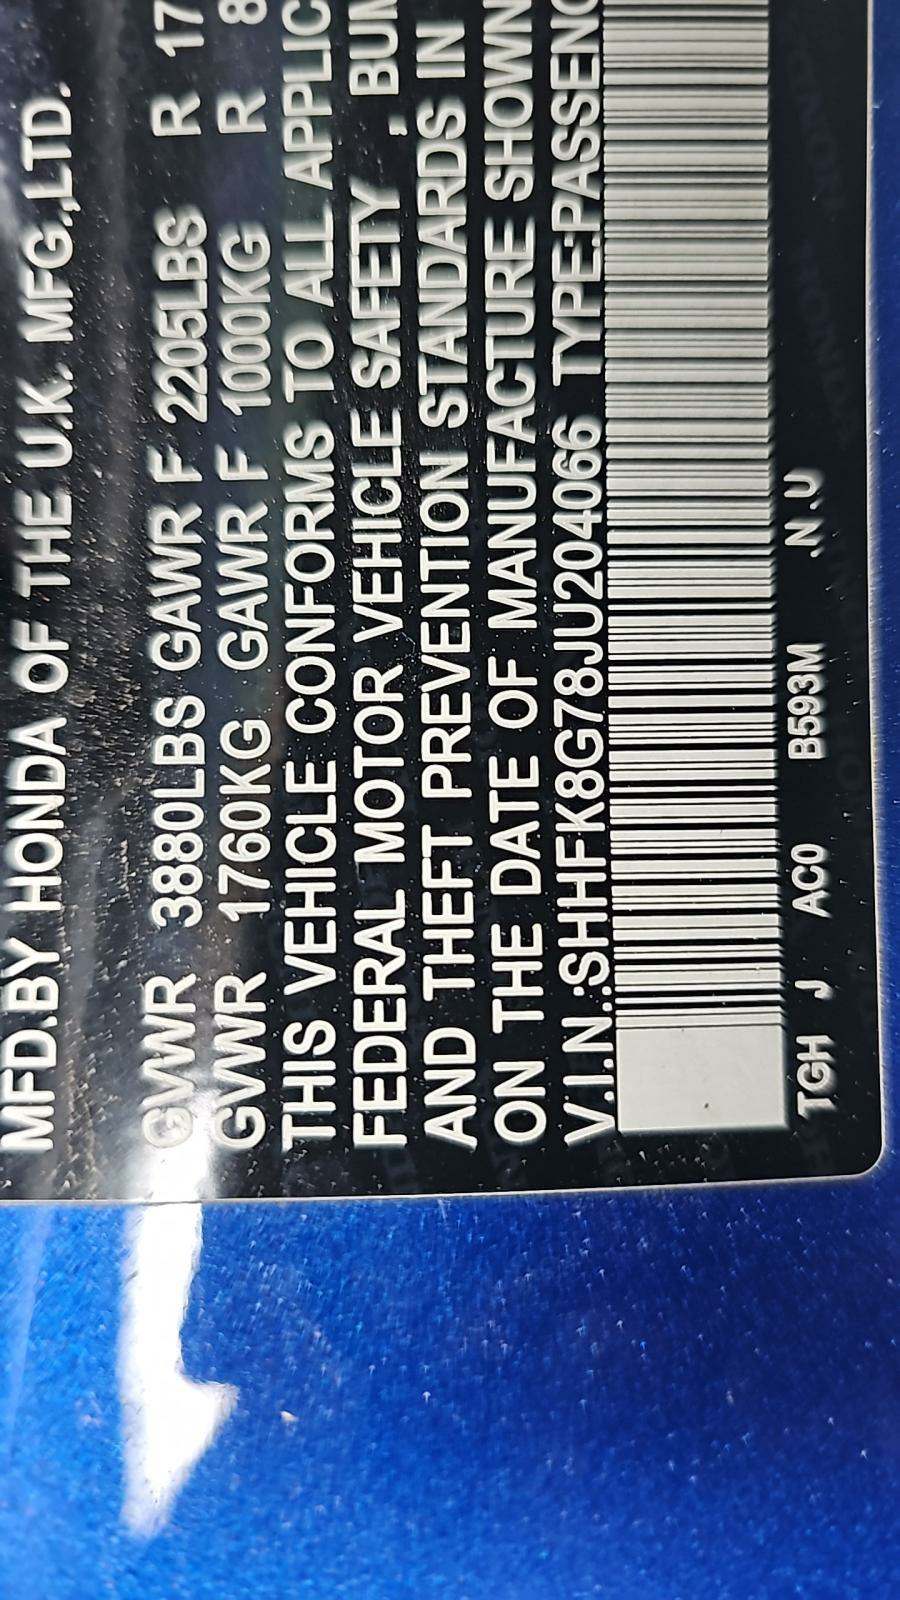 MFD.BY HONDA OF THE U.K. MFG.,LTD.
GVWR 3880LBS GAWR F 2205LBS R 17
GVWR 1760KG GAWR F 1000KG R 8
THIS VEHICLE CONFORMS TO ALL APPLIC
FEDERAL MOTOR VEHICLE SAFETY , BUM
AND THEFT PREVENTION STANDARDS IN
ON THE DATE OF MANUFACTURE SHOWN
V.I.N.:SHHFK8G78JU204066 TYPE:PASSENG
TGH J AC0 B593M .N.U